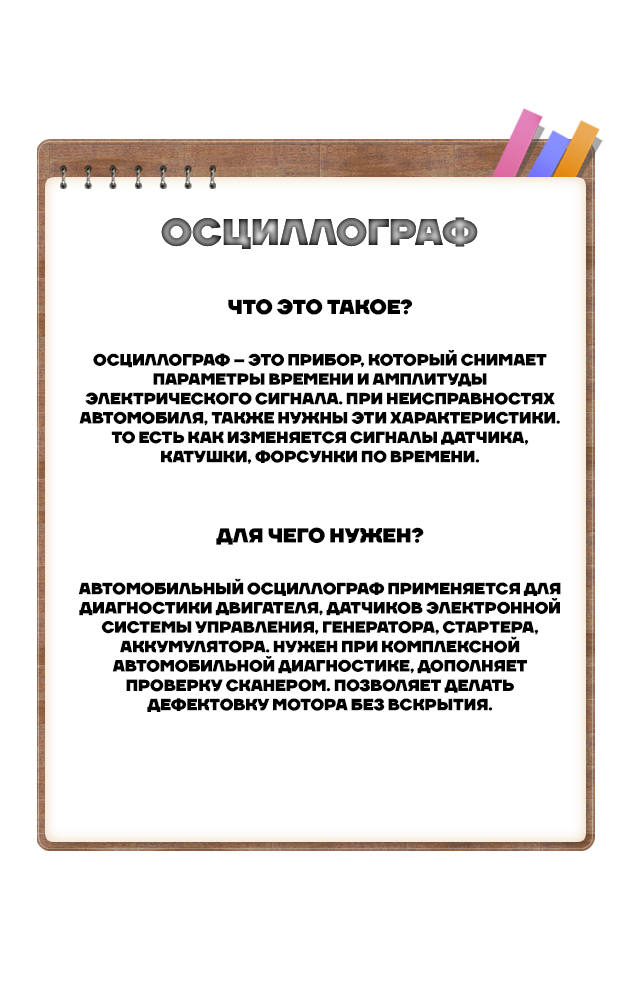 ОСЦИЛЛОГРАФ
ЧТО ЭТО ТАКОЕ?
ОСЦИЛЛОГРАФ – ЭТО ПРИБОР, КОТОРЫЙ СНИМАЕТ
ПАРАМЕТРЫ ВРЕМЕНИ И АМПЛИТУДЫ
ЭЛЕКТРИЧЕСКОГО СИГНАЛА. ПРИ НЕИСПРАВНОСТЯХ
АВТОМОБИЛЯ, ТАКЖЕ НУЖНЫ ЭТИ ХАРАКТЕРИСТИКИ.
ТО ЕСТЬ КАК ИЗМЕНЯЕТСЯ СИГНАЛЫ ДАТЧИКА,
КАТУШКИ, ФОРСУНКИ ПО ВРЕМЕНИ.
ДЛЯ ЧЕГО НУЖЕН?
АВТОМОБИЛЬНЫЙ ОСЦИЛЛОГРАФ ПРИМЕНЯЕТСЯ ДЛЯ
ДИАГНОСТИКИ ДВИГАТЕЛЯ, ДАТЧИКОВ ЭЛЕКТРОННОЙ
СИСТЕМЫ УПРАВЛЕНИЯ, ГЕНЕРАТОРА, СТАРТЕРА,
АККУМУЛЯТОРА. НУЖЕН ПРИ КОМПЛЕКСНОЙ
АВТОМОБИЛЬНОЙ ДИАГНОСТИКЕ, ДОПОЛНЯЕТ
ПРОВЕРКУ СКАНЕРОМ. ПОЗВОЛЯЕТ ДЕЛАТЬ
ДЕФЕКТОВКУ МОТОРА БЕЗ ВСКРЫТИЯ.